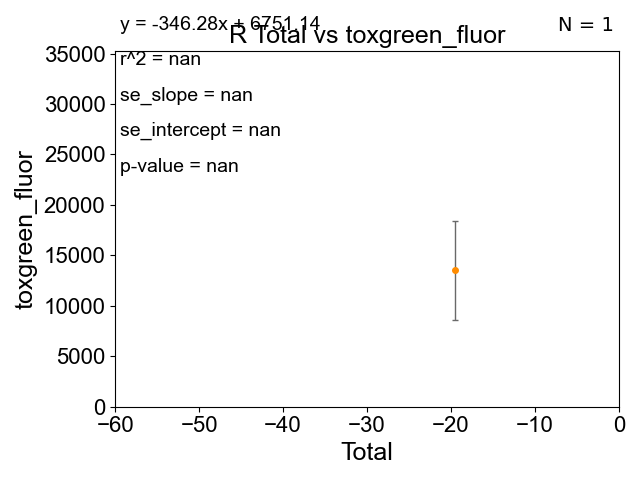 y = -346.28x + 6751.14
N = 1
R Total vs toxgreen_fluor
r^2 = nan
se_slope = nan
se_intercept = nan
p-value = nan
35000
30000
25000
20000
15000
10000
5000
0
toxgreen_fluor
−60 −50 −40 −30 −20 −10 0
Total